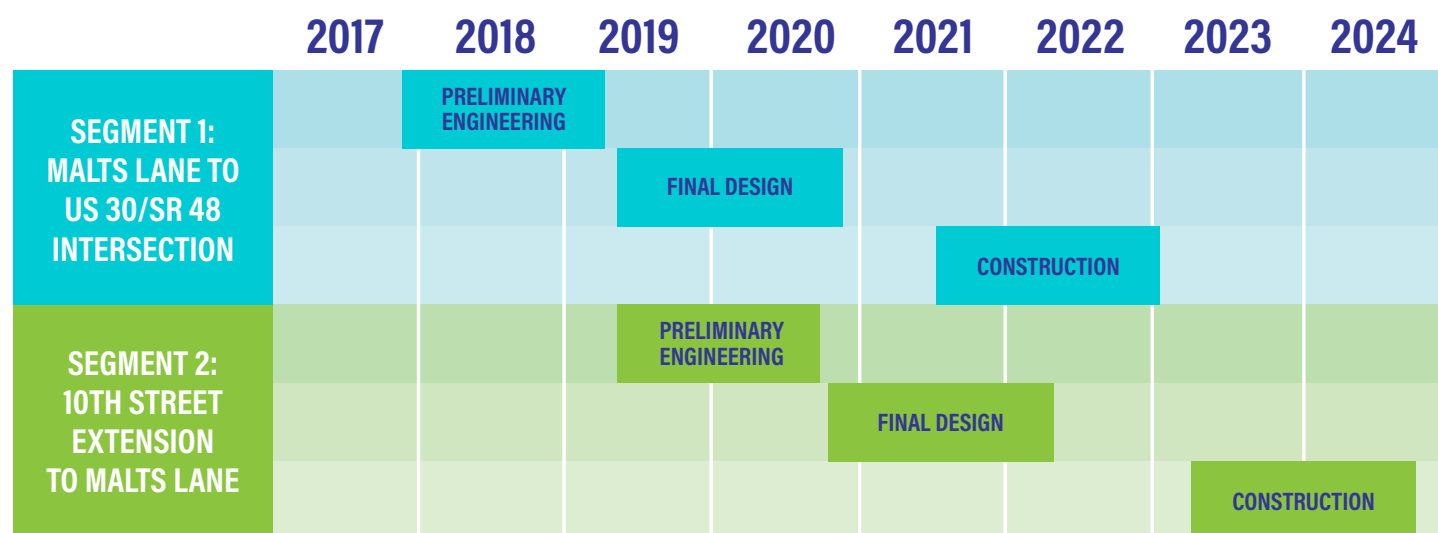 2017 2018 2019 2020 2021 2022 2023 2024
SEGMENT 1:
MALTS LANE TO
US 30/SR 48
INTERSECTION
PRELIMINARY
ENGINEERING
FINAL DESIGN
CONSTRUCTION
SEGMENT 2:
10TH STREET
EXTENSION
TO MALTS LANE
PRELIMINARY
ENGINEERING
FINAL DESIGN
CONSTRUCTION